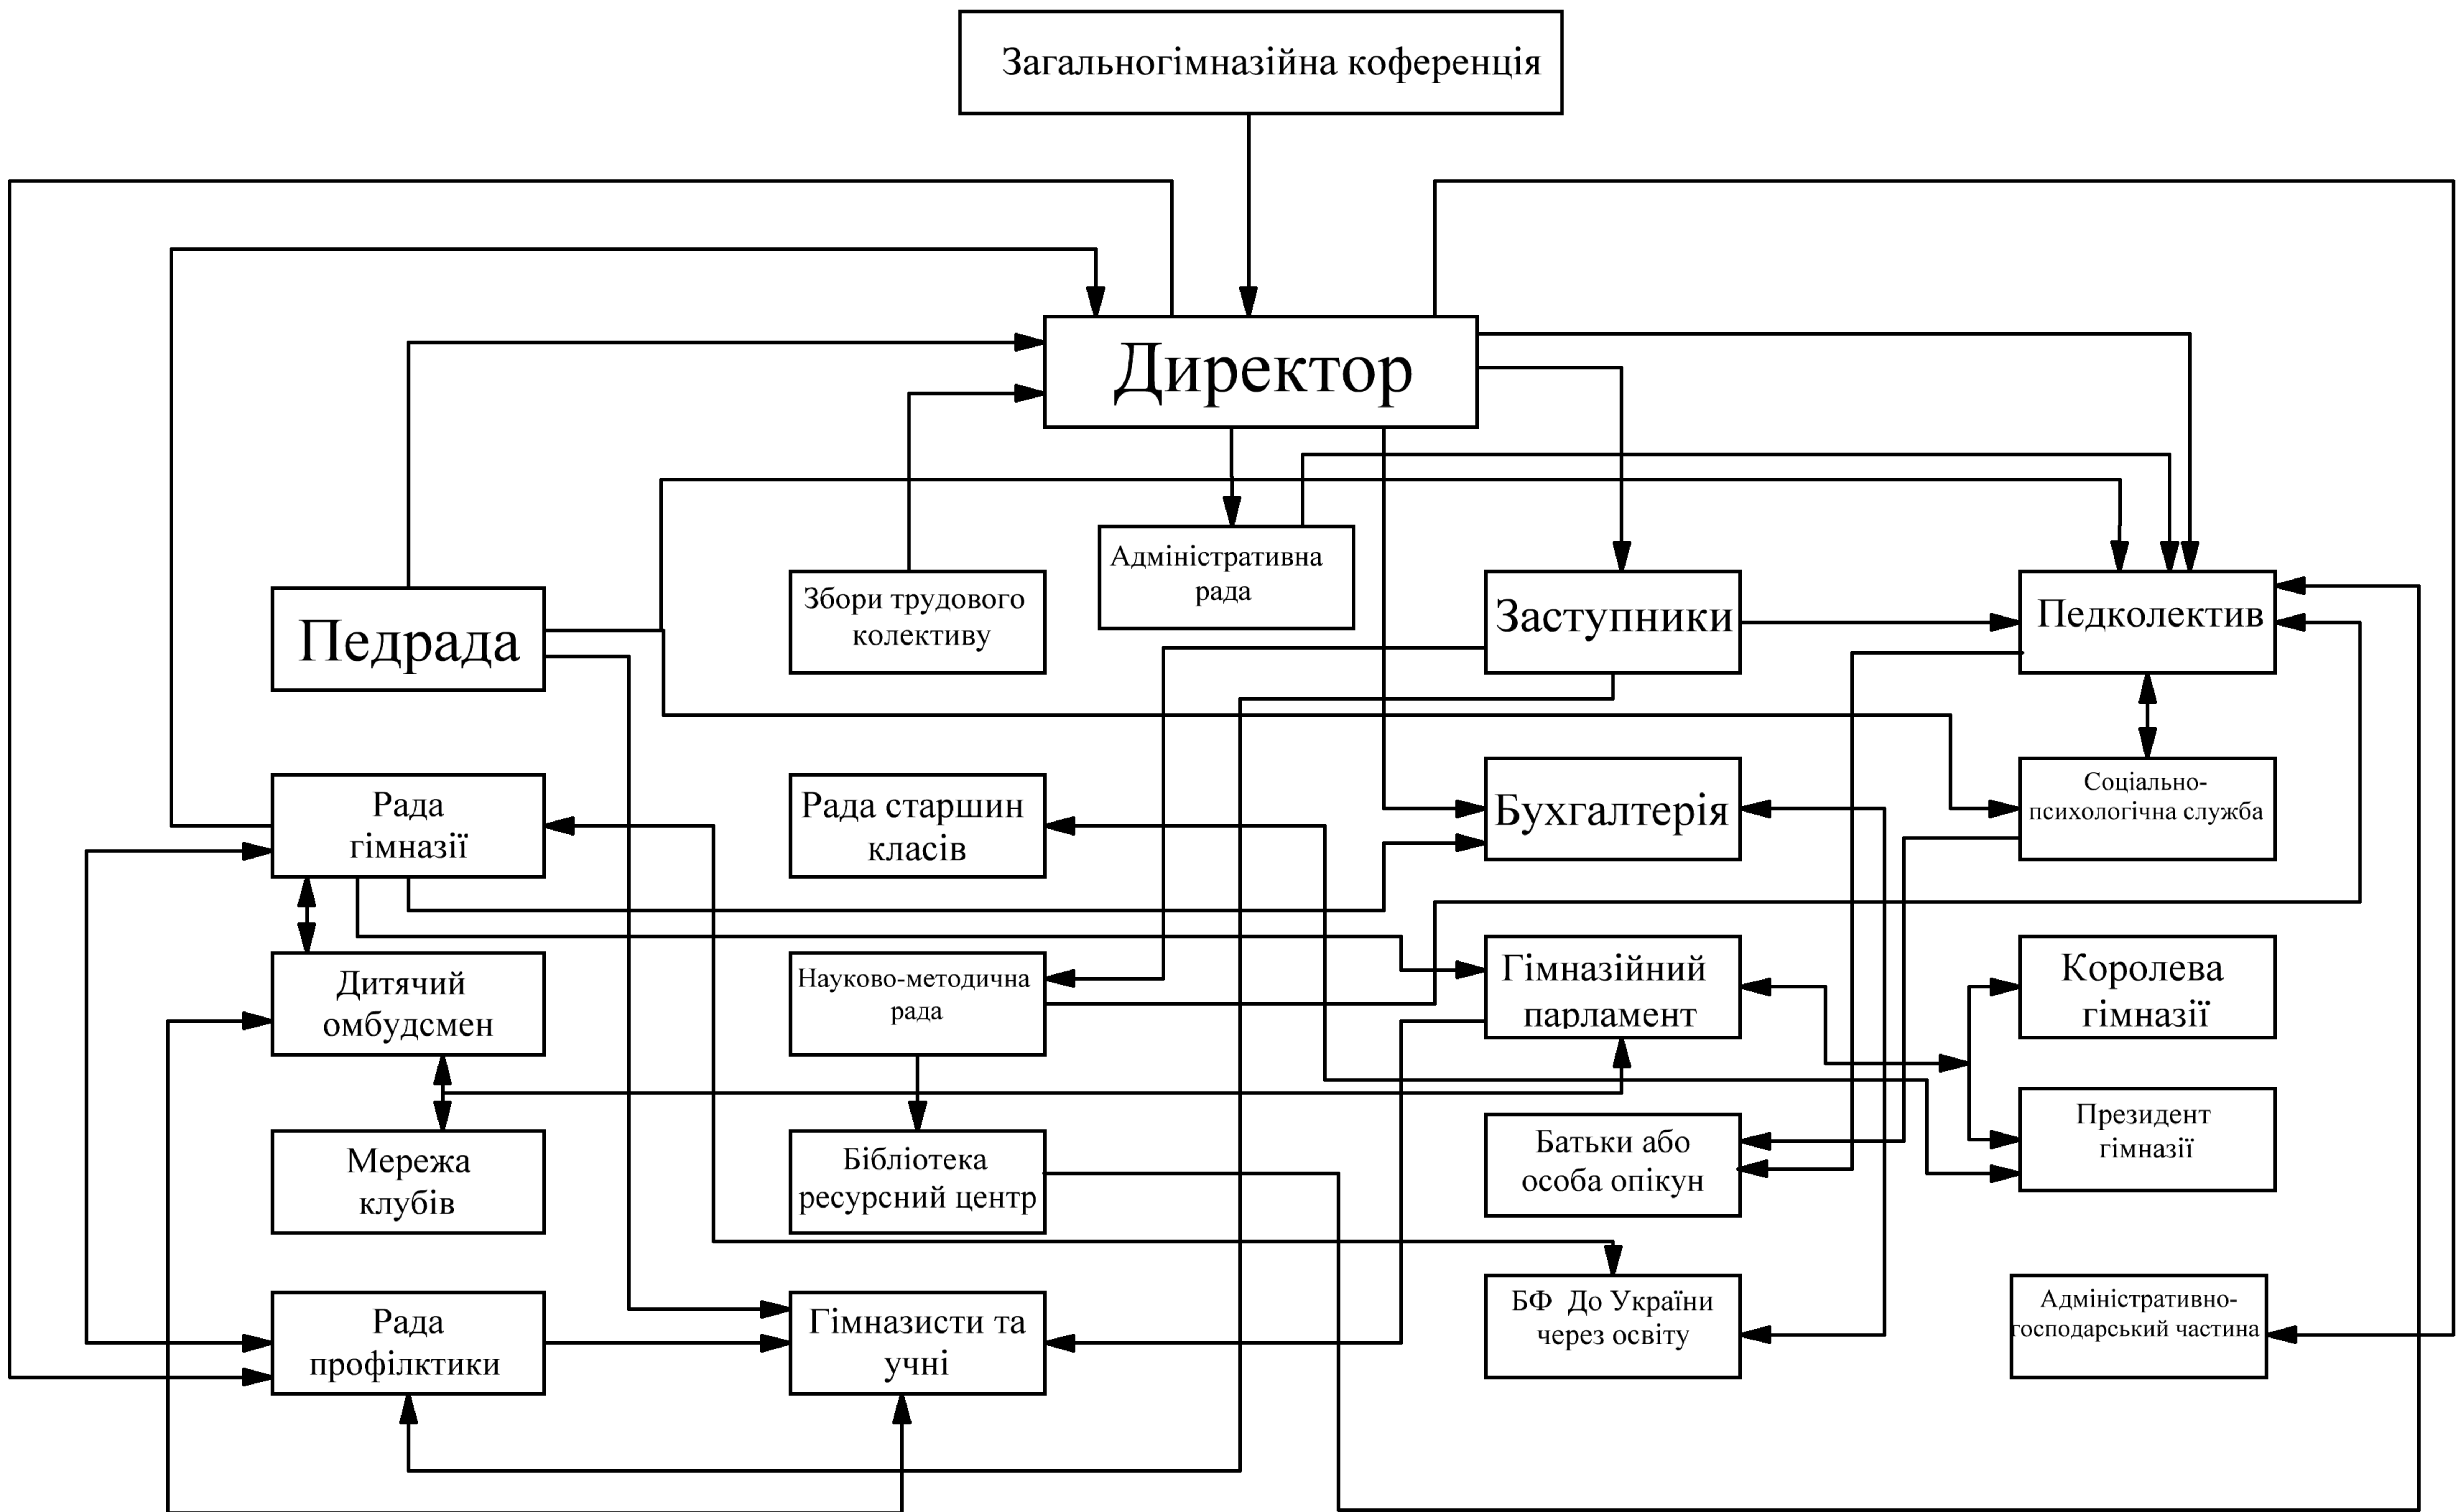 Загальногімназійна коференція
Директор
Адміністративна
рада
Педрада
Збори трудового
колективу
Заступники
Педколектив
Рада
гімназії
Рада старшин
класів
Бухгалтерія
Соціально-
психологічна служба
Дитячий
омбудсмен
Науково-методична
рада
Гімназійний
парламент
Королева
гімназії
Мережа
клубів
Бібліотека
ресурсний центр
Батьки або
особа опікун
Президент
гімназії
Рада
профілктики
Гімназисти та
учні
БФ До України
через освіту
Адміністративно-
господарський частина